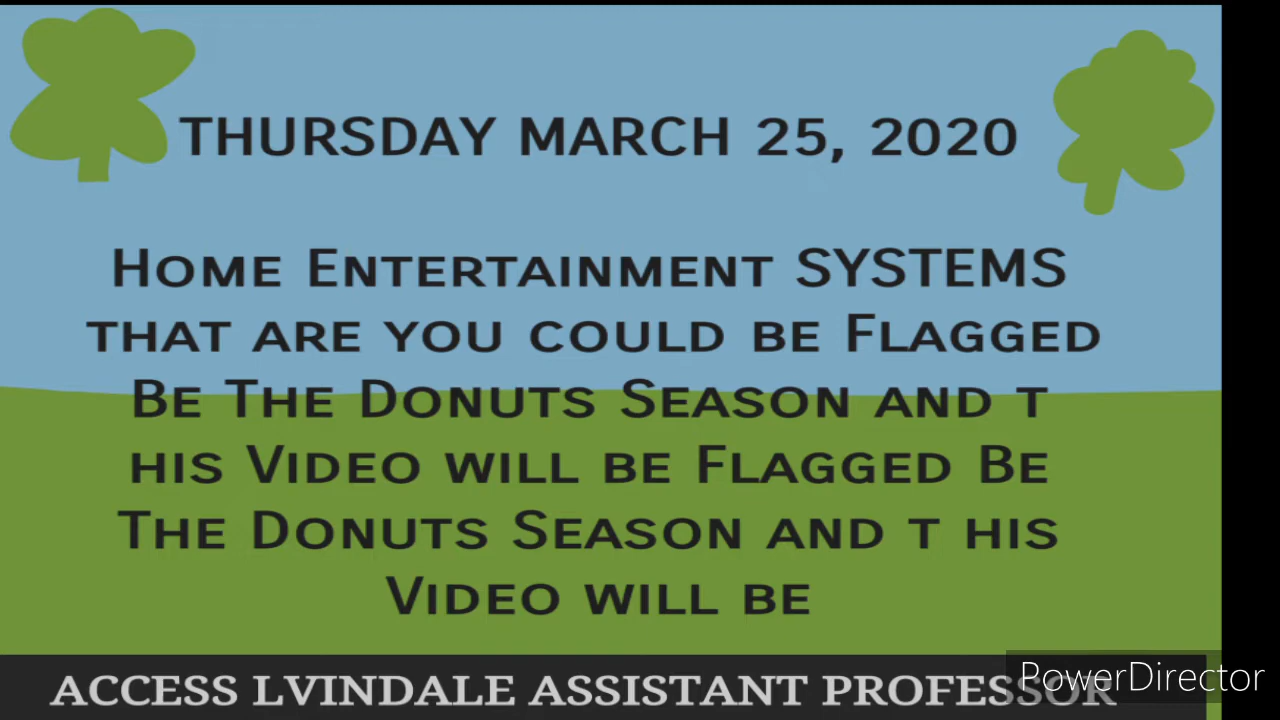 THURSDAY MARCH 25, 2020
HOME ENTERTAINMENT SYSTEMS
THAT ARE YOU COULD BE FLAGGED
BE THE DONUTS SEASON AND T
HIS VIDEO WILL BE FLAGGED BE
THE DONUTS SEASON AND T HIS
VIDEO WILL BE
ACCESS LVINDALE ASSISTANT PROFESSOR
PowerDirector